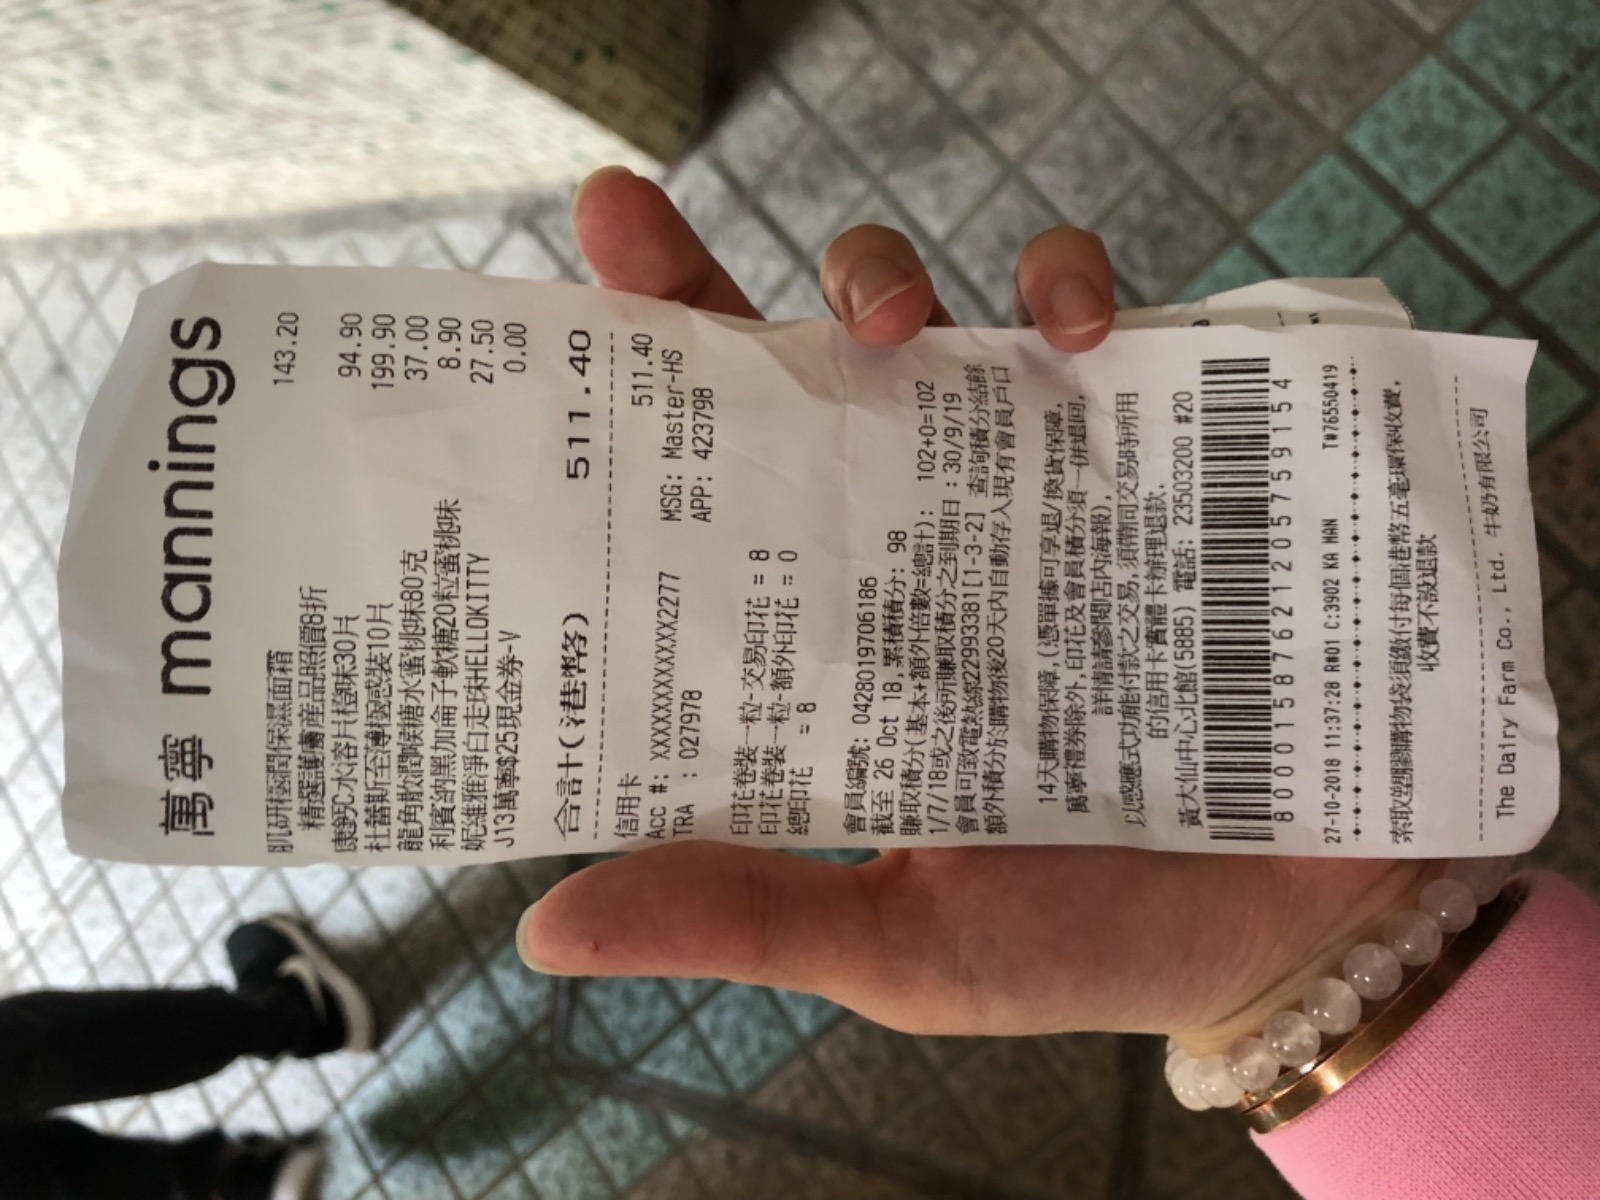 萬寧 mannings
肌研極潤保濕面霜 143.20
精選護膚產品照價8折
康鈣C水溶片橙味30片 94.90
杜蕾斯至薄極感裝10片 199.90
龍角散潤喉糖水蜜桃味80克 37.00
利賓納黑加侖子軟糖20粒蜜桃味 8.90
妮維雅淨白走珠HELLOKITTY 27.50
J13萬寧$25現金券-V 0.00
合計(港幣) 511.40
信用卡 511.40
Acc #: XXXXXXXXXXXX2277 MSG: Master-HS
TRA : 027978 APP: 423798
印花卷裝一粒-交易印花 = 8
印花卷裝一粒-額外印花 = 0
總印花 = 8
會員編號: 0428019706186
截至 26 Oct 18,累積積分: 98
賺取積分(基本+額外倍數=總計): 102+0=102
1/7/18或之後所賺取積分之到期日：30/9/19
會員可致電熱線22993381[1-3-2] 查詢積分結餘
額外積分於購物後20天內自動存入現有會員戶口
14天購物保障,(憑單據可享退/換貨保障,
萬寧禮券除外,印花及會員積分須一併退回,
詳情請參閱店內海報),
以感應式功能付款之交易,須帶同交易時所用
的信用卡實體卡辦理退款.
黃大仙中心北館(5885) 電話: 23503200 #20
80001587621205759154
27-10-2018 11:37:28 R#01 C:3902 KA MAN T#76550419
索取塑膠購物袋須繳付每個港幣五毫環保收費,
收費不設退款
The Dairy Farm Co., Ltd. 牛奶有限公司